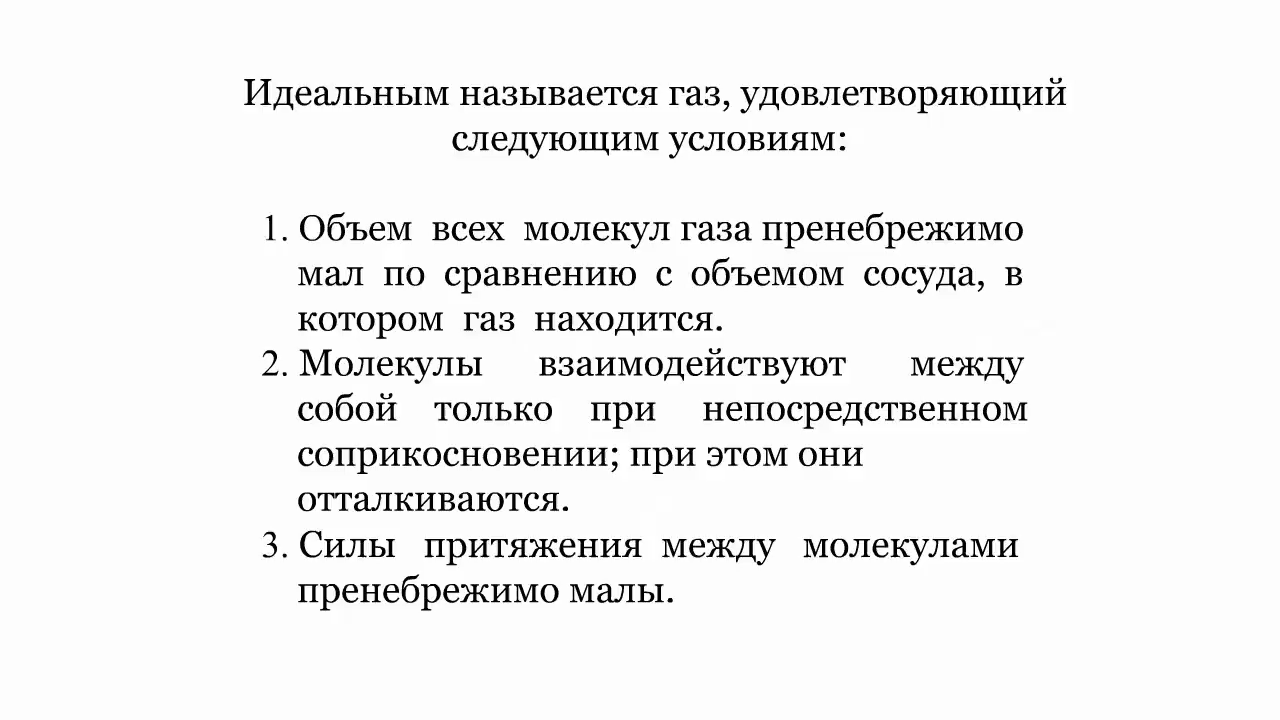 Идеальным называется газ, удовлетворяющий
следующим условиям:
1. Объем всех молекул газа пренебрежимо
мал по сравнению с объемом сосуда, в
котором газ находится.
2. Молекулы взаимодействуют между
собой только при непосредственном
соприкосновении; при этом они
отталкиваются.
3. Силы притяжения между молекулами
пренебрежимо малы.